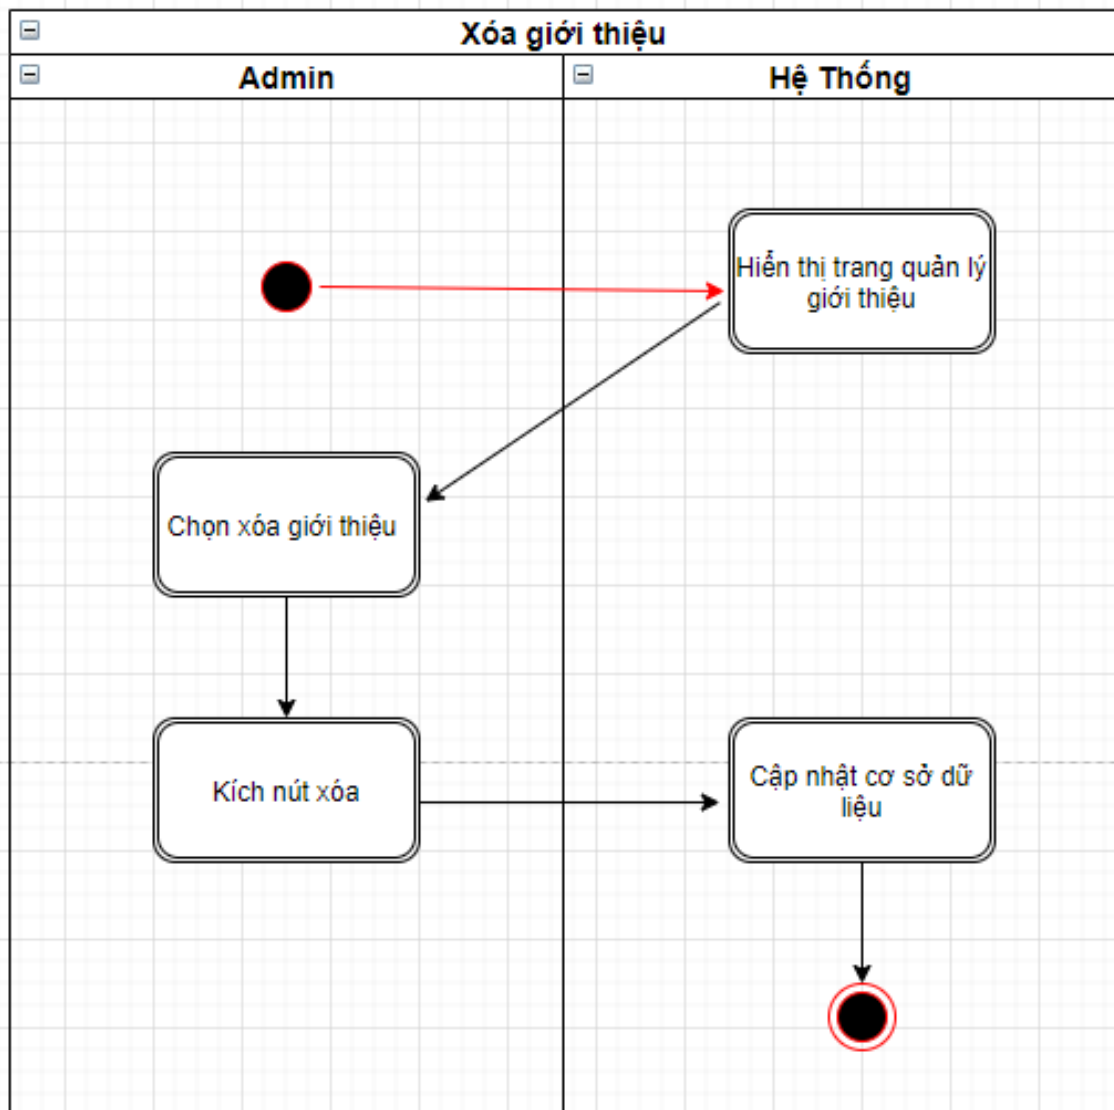 Xóa giới thiệu
Admin
Hệ Thống
Hiển thị trang quản lý
giới thiệu
Chọn xóa giới thiệu
Kích nút xóa
Cập nhật cơ sở dữ
liệu